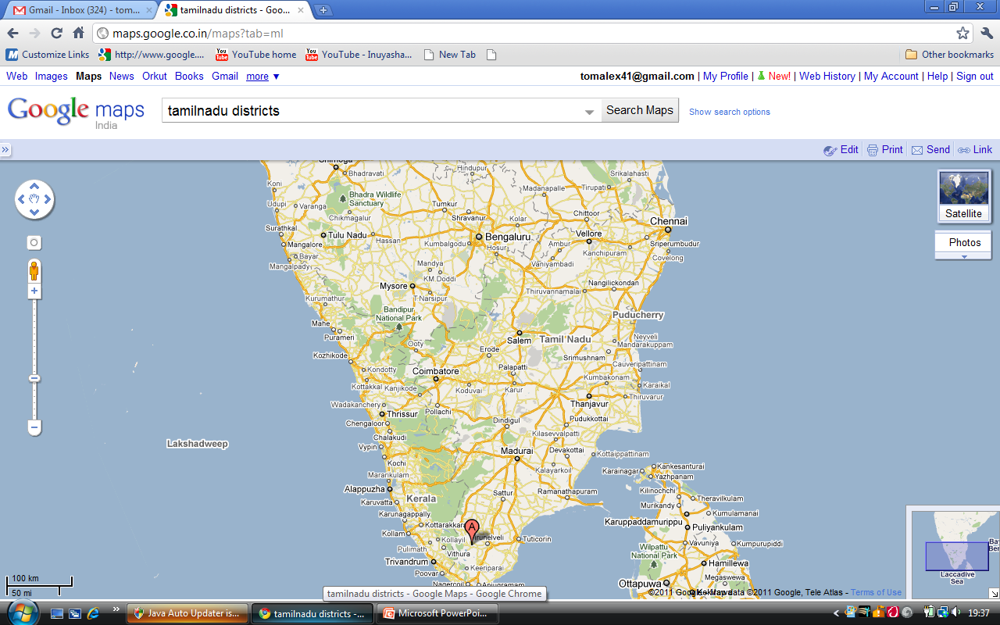 Gmail - Inbox (324) - tom...
tamilnadu districts - Goo...
maps.google.co.in/maps?tab=ml
Customize Links
http://www.google....
YouTube home
YouTube - Inuyasha...
New Tab
Other bookmarks
Web Images Maps News Orkut Books Gmail more ▼
tomalex41@gmail.com | My Profile | New! | Web History | My Account | Help | Sign out
Google maps
India
tamilnadu districts
Search Maps
Show search options
Edit
Print
Send
Link
Satellite
Photos
Bhadravati
Hindupur
Srikalahasti
Koni
Madanapalle
Tirupati
Bhadra Wildlife
Sanctuary
Udupi
Varanga
Tumkur
Chikmagalur
Shravanur
Kolar
Chittoor
Chennai
Surathkal
Tulu Nadu
Hassan
Bengaluru
Vellore
Mangalore
Kumbalgodu
Hosur
Ambur
Sriperumbudur
Bayar
Kanchipuram
Covelong
Mangalpady
Mandya
Vaniyambadi
KM Doddi
Nangilickondan
Mysore
Kurumathur
T Narsipur
Thiruvannamalai
Bandipur
National Park
Puducherry
Mahe
Purameri
Salem
Tamil Nadu
Neyveli
Ooty
Erode
Mandarakuppam
Kozhikode
Srimushnam
Kondotty
Coimbatore
Palapatti
Cauveripattinam
Kottakkal
Kanjikode
Koduvai
Karur
Kumbakonam
Karaikal
Thiruvarur
Wadakanchery
Thrissur
Pollachi
Thanjavur
Chengaloor
Dindigul
Pudukkottai
Chalakudi
Kilasevvalpatti
Lakshadweep
Vypin
Madurai
Devakottai
Kottaippattinam
Kochi
Kalayarkoil
Karainagar
Kankesanturai
Marankulam
Yazhpanam
Alappuzha
Sattur
Ramanathapuram
Kilinochchi
Kerala
Karuvatta
Murikandy
Theravilkulam
Karunagappally
Kumulamanai
Kottarakkara
Karuppaddamurippu
Puliyankulam
A
Kollam
Kollayil
Tirunelveli
Tuticorin
Vavuniya
Kumpurupiddi
Pulimath
Vithura
Wilpattu
National Park
Trivandrum
Keeriparai
Hamillewa
Poovar
Megaswewa
Nagercoil
Anugramam
Ottapuwa
Laccadive
Sea
100 km
50 mi
©2011 Google - Map data ©2011 Google, Tele Atlas - Terms of Use
tamilnadu districts - Google Maps - Google Chrome
Java Auto Updater is...
tamilnadu districts -...
Microsoft PowerPoi...
19:37